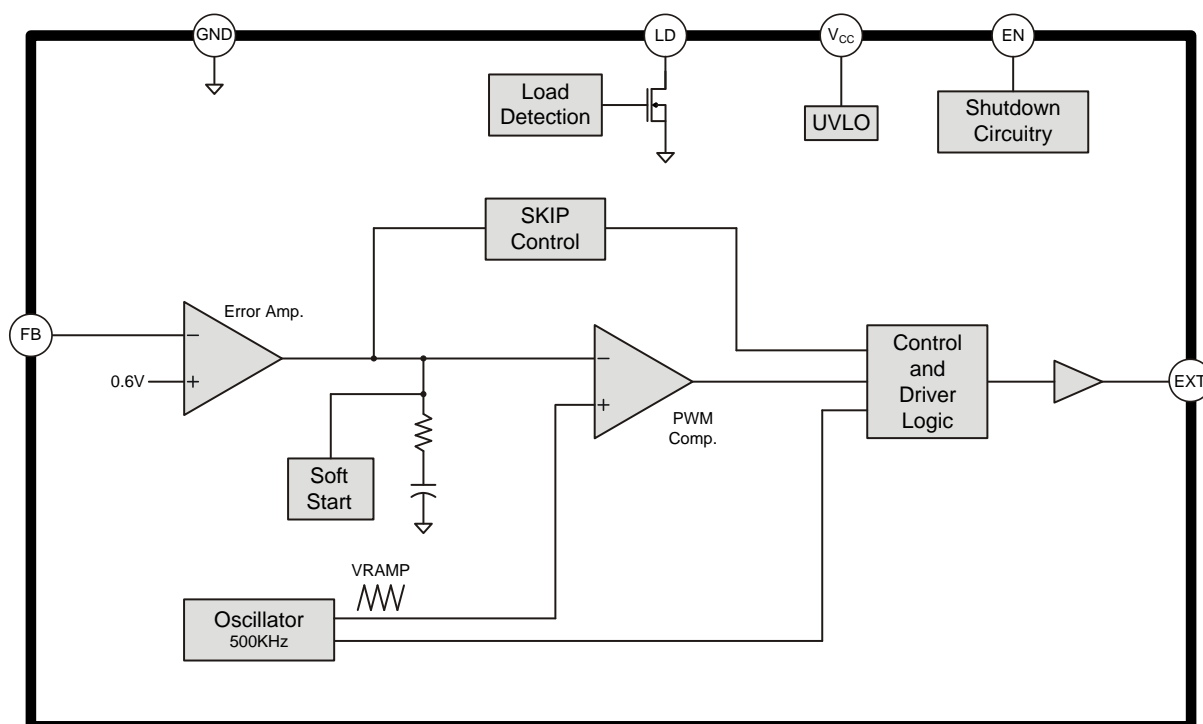 GND
LD
VCC
EN
Load
Detection
UVLO
Shutdown
Circuitry
SKIP
Control
Error Amp.
FB
−
0.6V
+
−
+
PWM
Comp.
Control
and
Driver
Logic
EXT
Soft
Start
VRAMP
Oscillator
500KHz